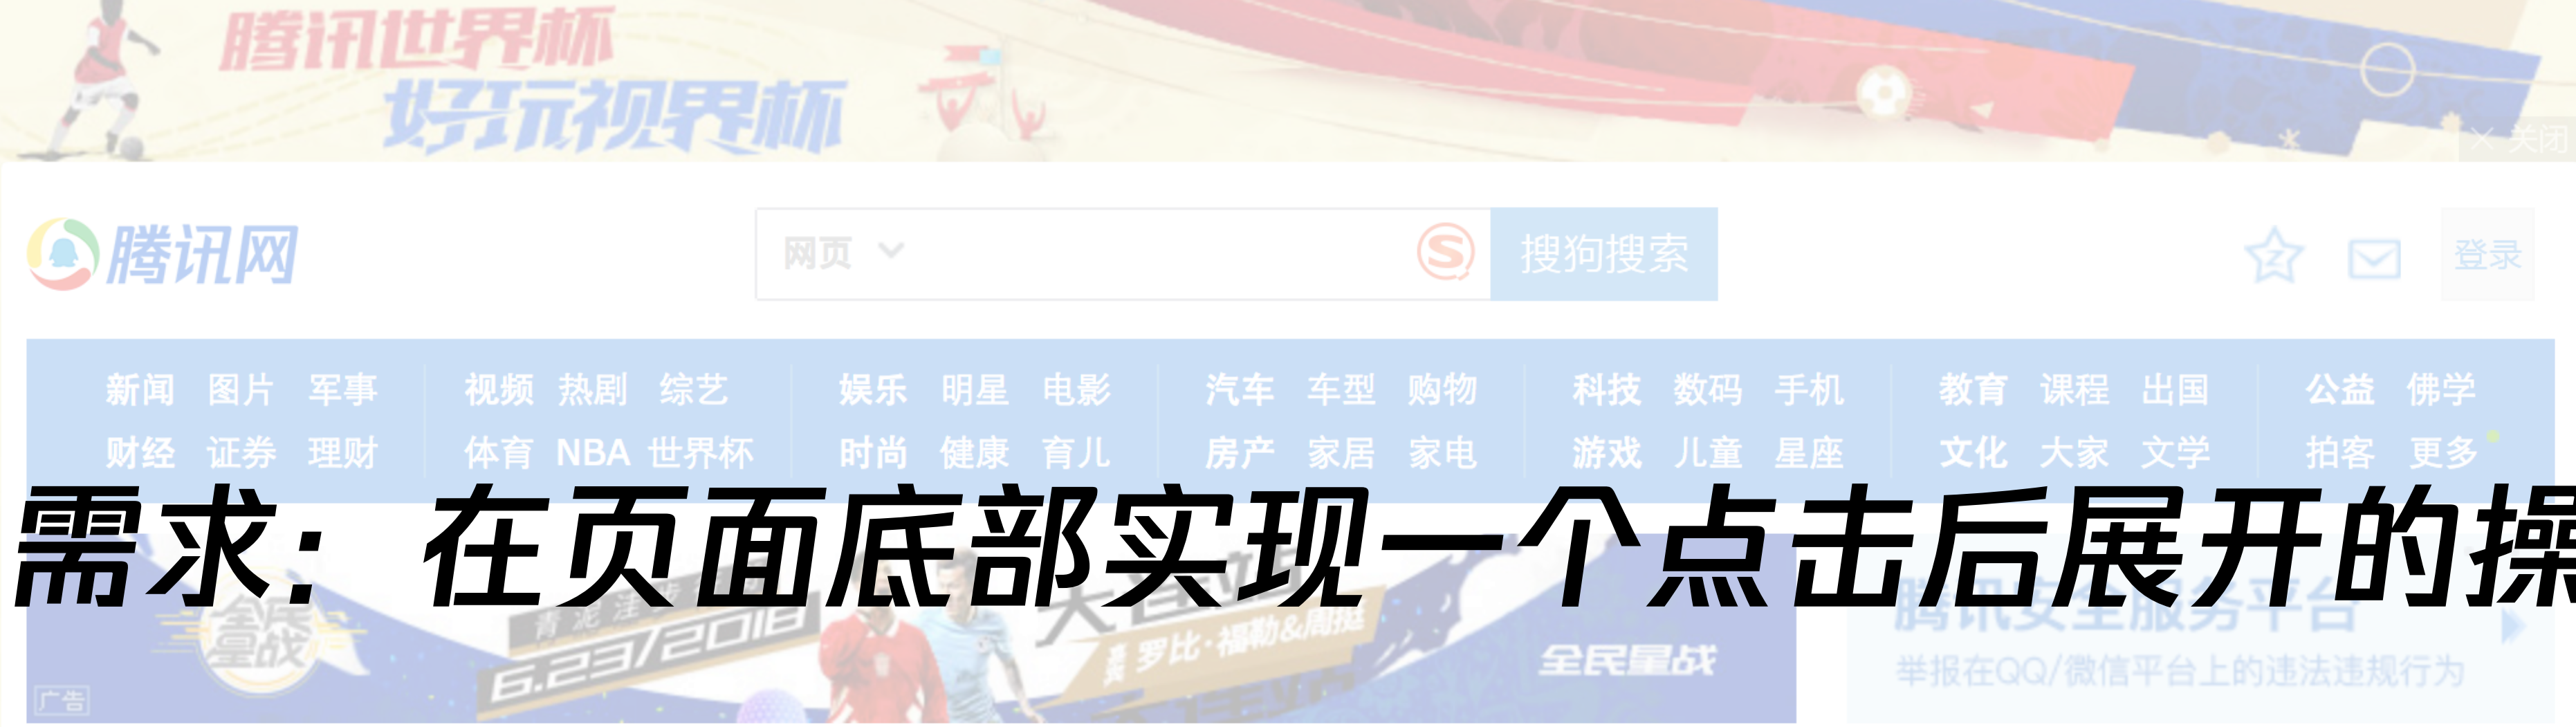 腾讯世界杯
好玩视界杯
× 关闭
腾讯网
网页
搜狗搜索
登录
新闻 图片 军事 视频 热剧 综艺 娱乐 明星 电影 汽车 车型 购物 科技 数码 手机 教育 课程 出国 公益 佛学
财经 证券 理财 体育 NBA 世界杯 时尚 健康 育儿 房产 家居 家电 游戏 儿童 星座 文化 大家 文学 拍客 更多
需求：在页面底部实现一个点击后展开的操
全民星战
6.23/2018
罗比·福勒&周挺
全民星战
腾讯安全服务平台
举报在QQ/微信平台上的违法违规行为
广告